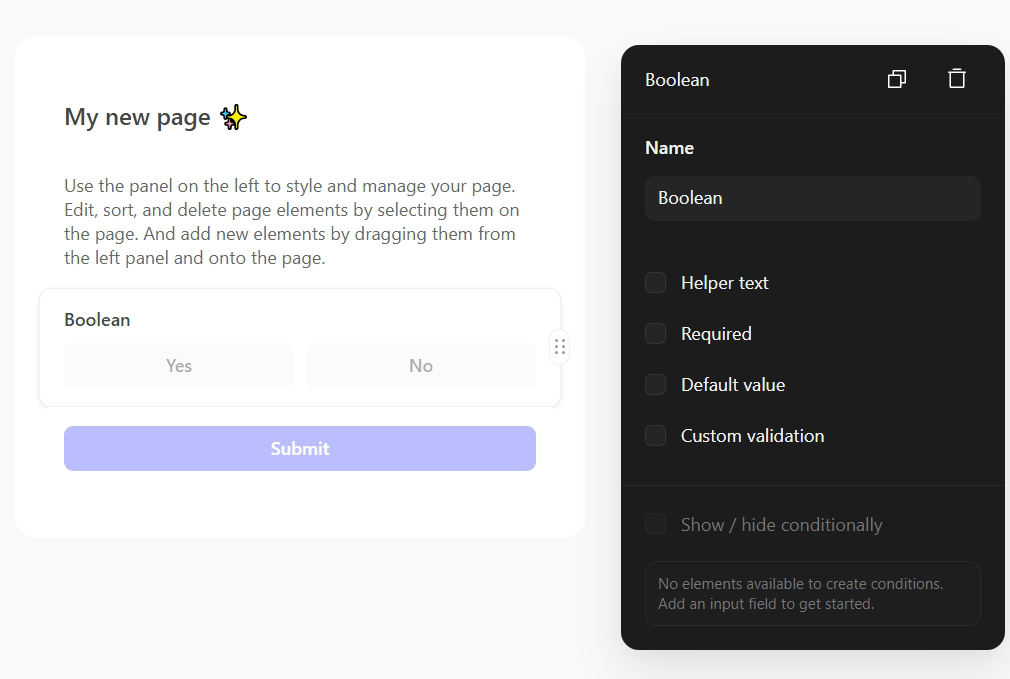 My new page ✨
Use the panel on the left to style and manage your page.
Edit, sort, and delete page elements by selecting them on
the page. And add new elements by dragging them from
the left panel and onto the page.
Boolean
Yes
No
Submit
Boolean
Name
Boolean
Helper text
Required
Default value
Custom validation
Show / hide conditionally
No elements available to create conditions.
Add an input field to get started.